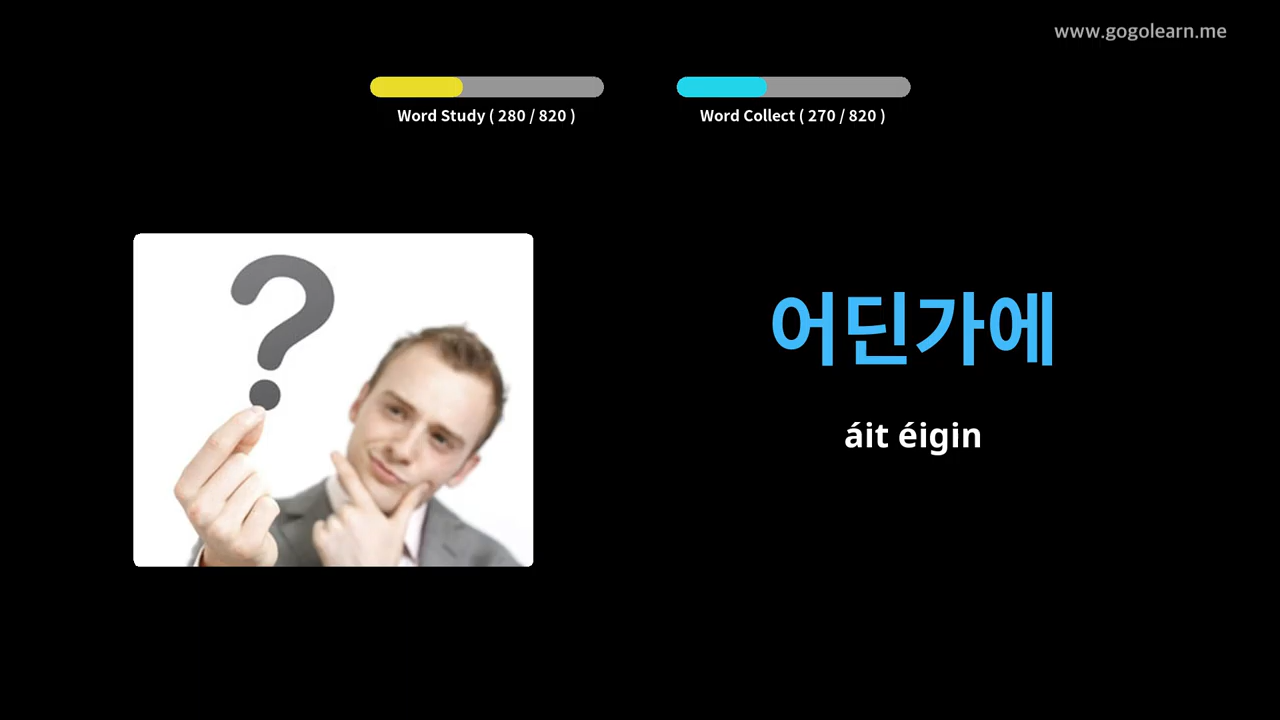 www.gogolearn.me
Word Study ( 280 / 820 )
Word Collect ( 270 / 820 )
?
어딘가에
áit éigin